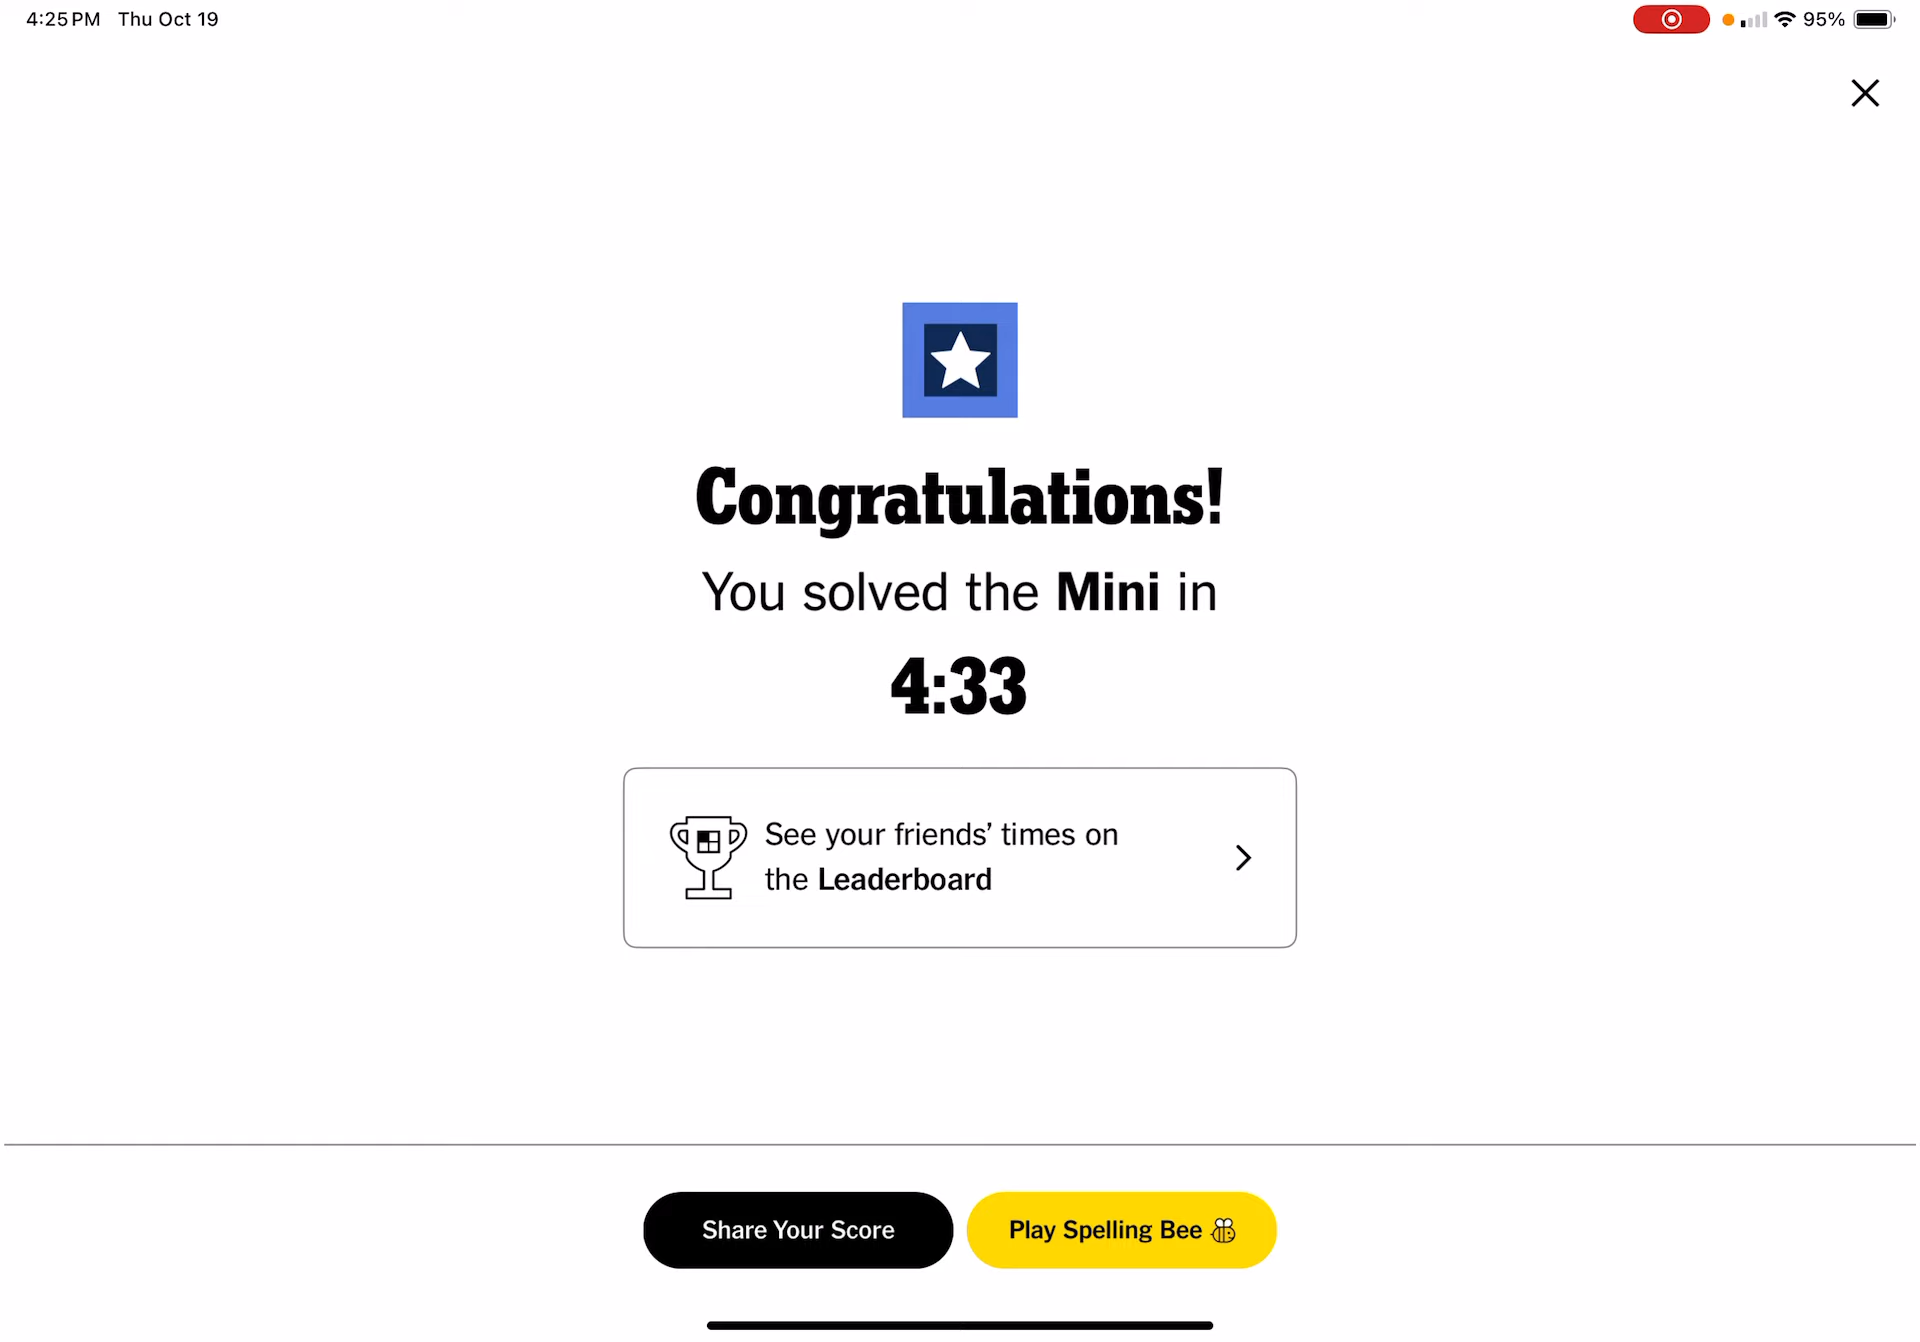 4:25 PM Thu Oct 19 95%
Congratulations!
You solved the Mini in
4:33
See your friends’ times on
the Leaderboard
Share Your Score
Play Spelling Bee